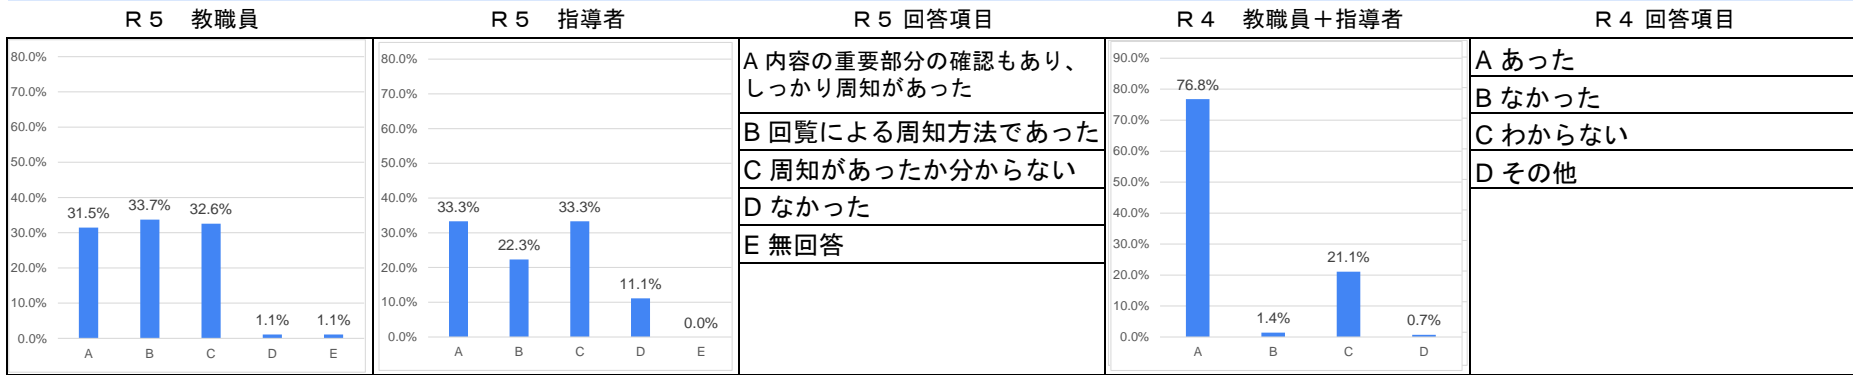 R5 教職員
R5 指導者
R5 回答項目
R4 教職員+指導者
R4 回答項目
80.0%
70.0%
60.0%
50.0%
40.0%
30.0%
20.0%
10.0%
0.0%
31.5%
33.7%
32.6%
1.1%
1.1%
A B C D E
80.0%
70.0%
60.0%
50.0%
40.0%
30.0%
20.0%
10.0%
0.0%
33.3%
22.3%
33.3%
11.1%
0.0%
A B C D E
A 内容の重要部分の確認もあり、
しっかり周知があった
B 回覧による周知方法であった
C 周知があったか分からない
D なかった
E 無回答
90.0%
80.0%
70.0%
60.0%
50.0%
40.0%
30.0%
20.0%
10.0%
0.0%
76.8%
1.4%
21.1%
0.7%
A B C D
A あった
B なかった
C わからない
D その他